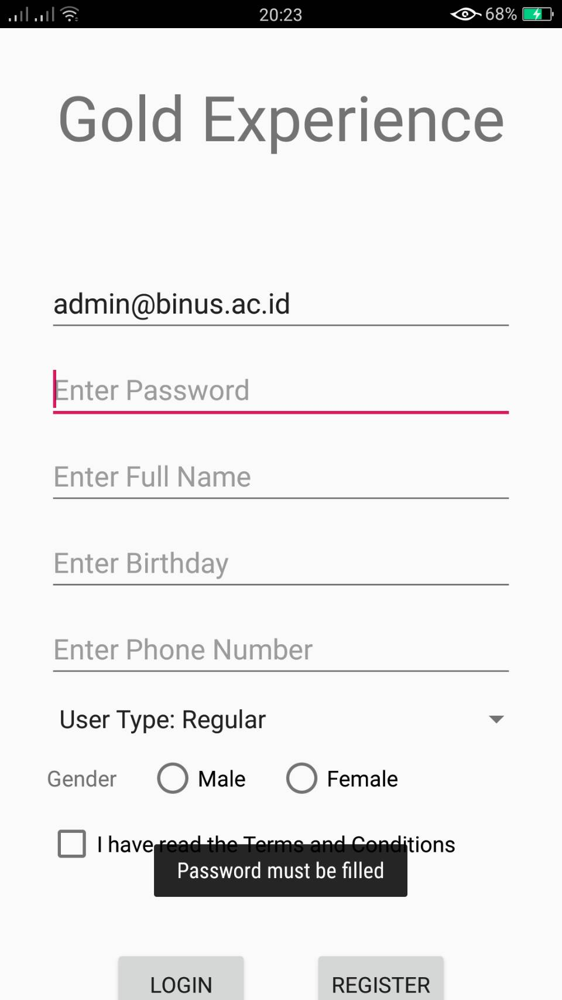 20:23 68%
Gold Experience
admin@binus.ac.id
Enter Password
Enter Full Name
Enter Birthday
Enter Phone Number
User Type: Regular
Gender Male Female
I have read the Terms and Conditions
Password must be filled
LOGIN REGISTER